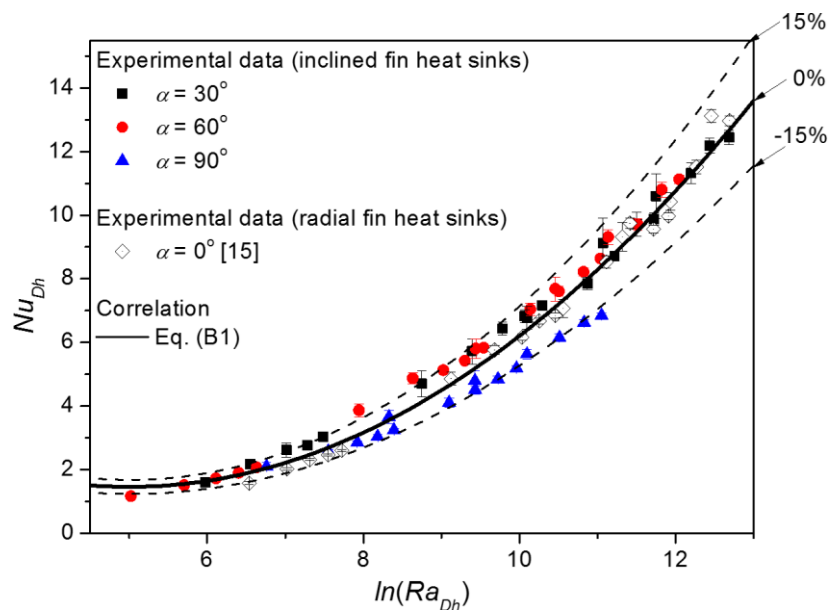 15%
0%
-15%
Experimental data (inclined fin heat sinks)
α = 30°
α = 60°
α = 90°
Experimental data (radial fin heat sinks)
α = 0° [15]
Correlation
Eq. (B1)
14
12
10
8
6
4
2
0
Nu_Dh
6
8
10
12
ln(Ra_Dh)